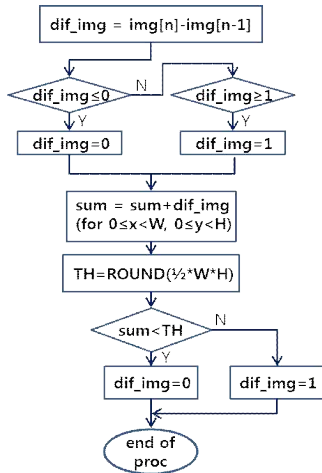 dif_img = img[n]-img[n-1]
dif_img≤0
N
dif_img≥1
Y
Y
dif_img=0
dif_img=1
sum = sum+dif_img
(for 0≤x<W, 0≤y<H)
TH=ROUND(½*W*H)
sum<TH
N
Y
dif_img=0
dif_img=1
end of
proc